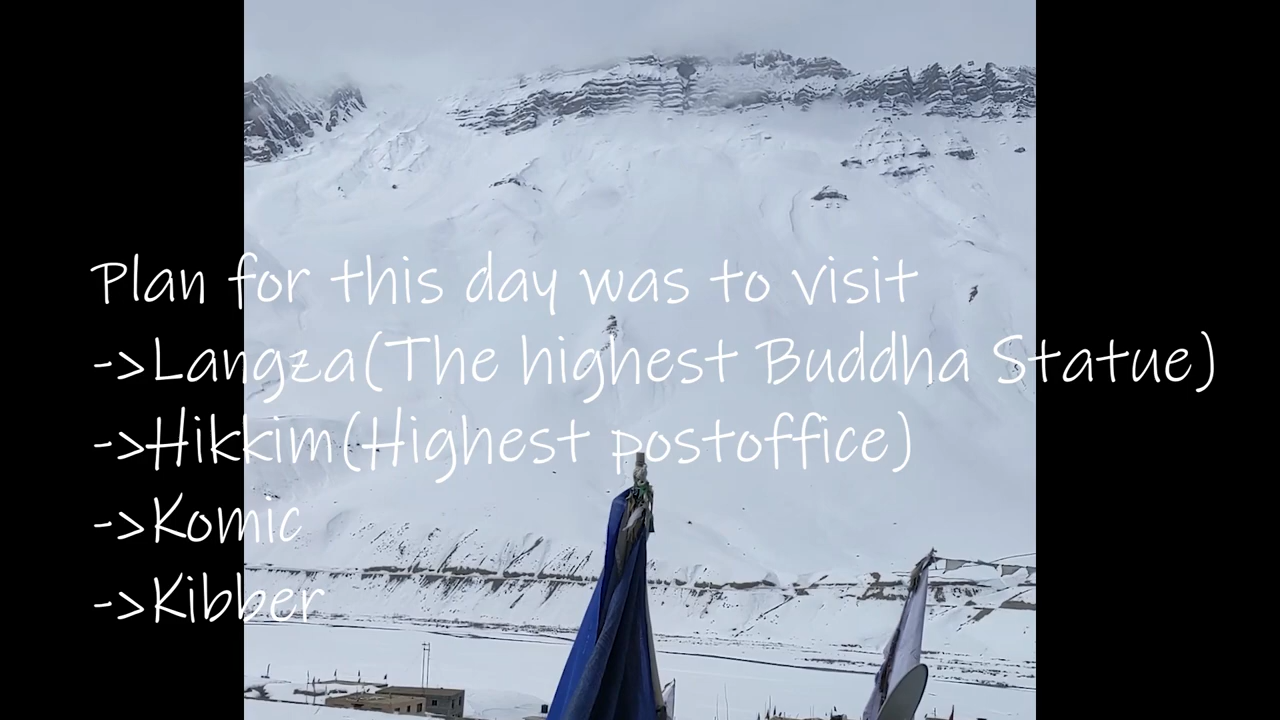 Plan for this day was to visit
->Langza(The highest Buddha Statue)
->Hikkim(Highest postoffice)
->Komic
->Kibber